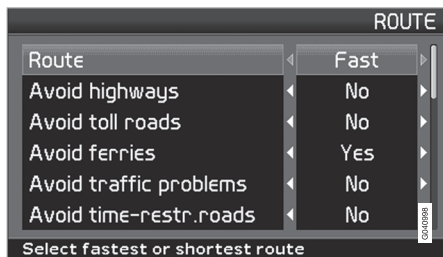 ROUTE
Route Fast
Avoid highways No
Avoid toll roads No
Avoid ferries Yes
Avoid traffic problems No
Avoid time-restr.roads No
G040998
Select fastest or shortest route